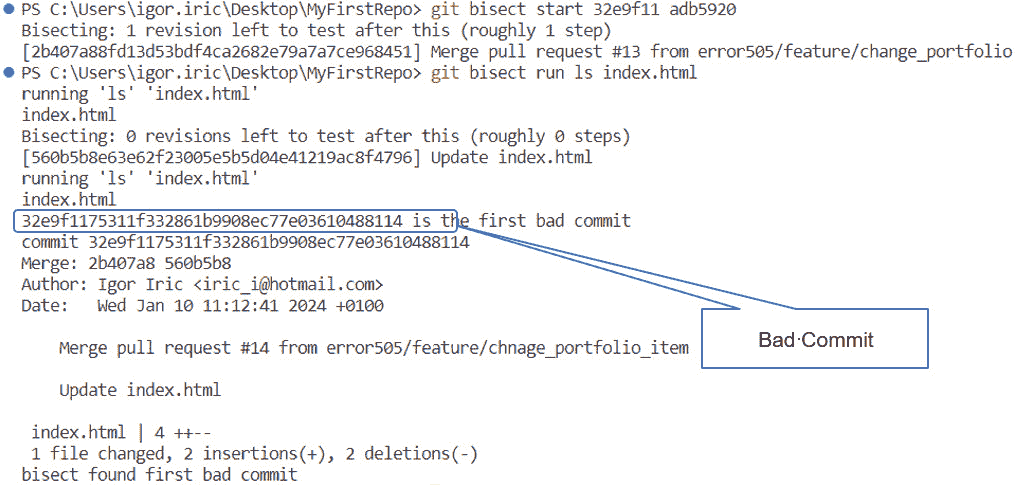 PS C:\Users\igor.iric\Desktop\MyFirstRepo> git bisect start 32e9f11 adb5920
Bisecting: 1 revision left to test after this (roughly 1 step)
[2b407a88fd13d53bdf4ca2682e79a7a7ce968451] Merge pull request #13 from error505/feature/change_portfolio
PS C:\Users\igor.iric\Desktop\MyFirstRepo> git bisect run ls index.html
running 'ls' 'index.html'
index.html
Bisecting: 0 revisions left to test after this (roughly 0 steps)
[560b5b8e63e62f23005e5b5d04e41219ac8f4796] Update index.html
running 'ls' 'index.html'
index.html
32e9f1175311f332861b9908ec77e03610488114 is the first bad commit
commit 32e9f1175311f332861b9908ec77e03610488114
Merge: 2b407a8 560b5b8
Author: Igor Iric <iric_i@hotmail.com>
Date:   Wed Jan 10 11:12:41 2024 +0100
Bad·Commit
Merge pull request #14 from error505/feature/chnage_portfolio_item
Update index.html
index.html | 4 ++--
1 file changed, 2 insertions(+), 2 deletions(-)
bisect found first bad commit